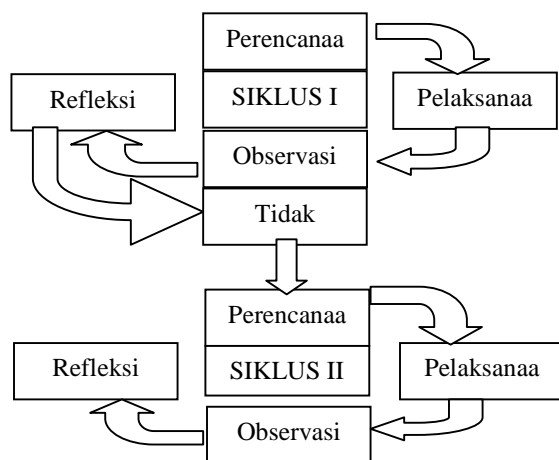 Perencanaa
Refleksi
SIKLUS I
Pelaksanaa
Observasi
Tidak
Perencanaa
Refleksi
SIKLUS II
Pelaksanaa
Observasi